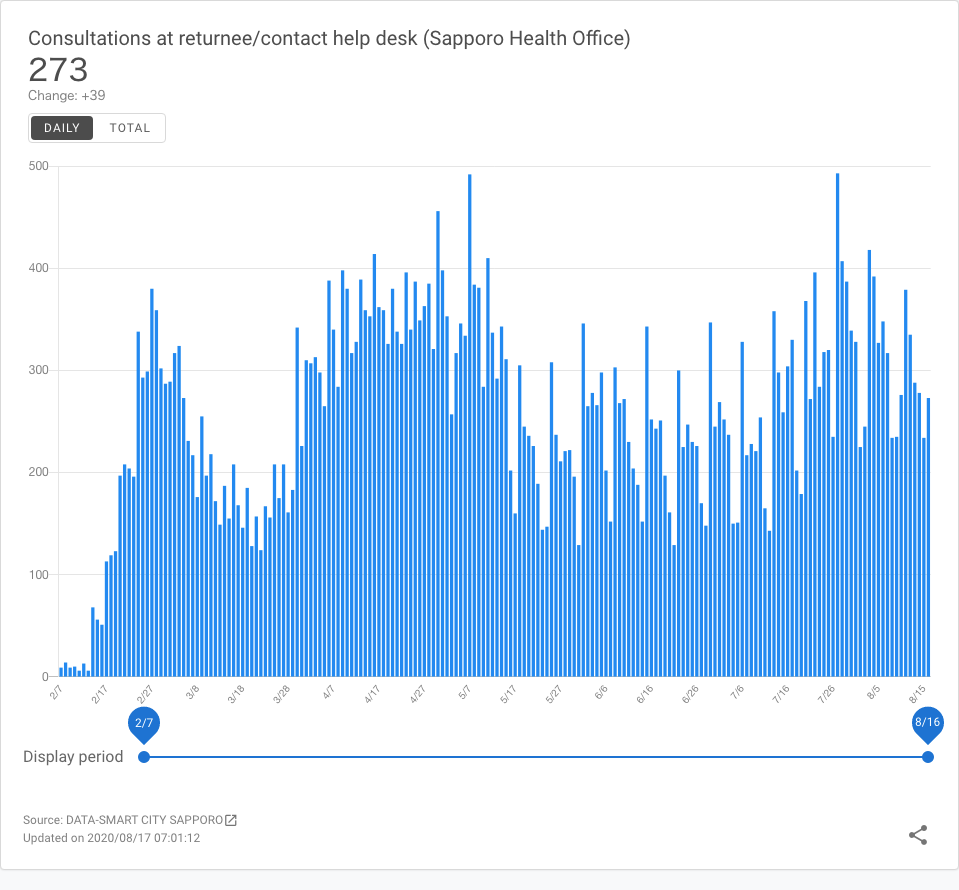 Consultations at returnee/contact help desk (Sapporo Health Office)
273
Change: +39
DAILY TOTAL
500
400
300
200
100
0
2/7 2/17 2/27 3/8 3/18 3/28 4/7 4/17 4/27 5/7 5/17 5/27 6/6 6/16 6/26 7/6 7/16 7/26 8/5 8/15
2/7 8/16
Display period
Source: DATA-SMART CITY SAPPORO
Updated on 2020/08/17 07:01:12